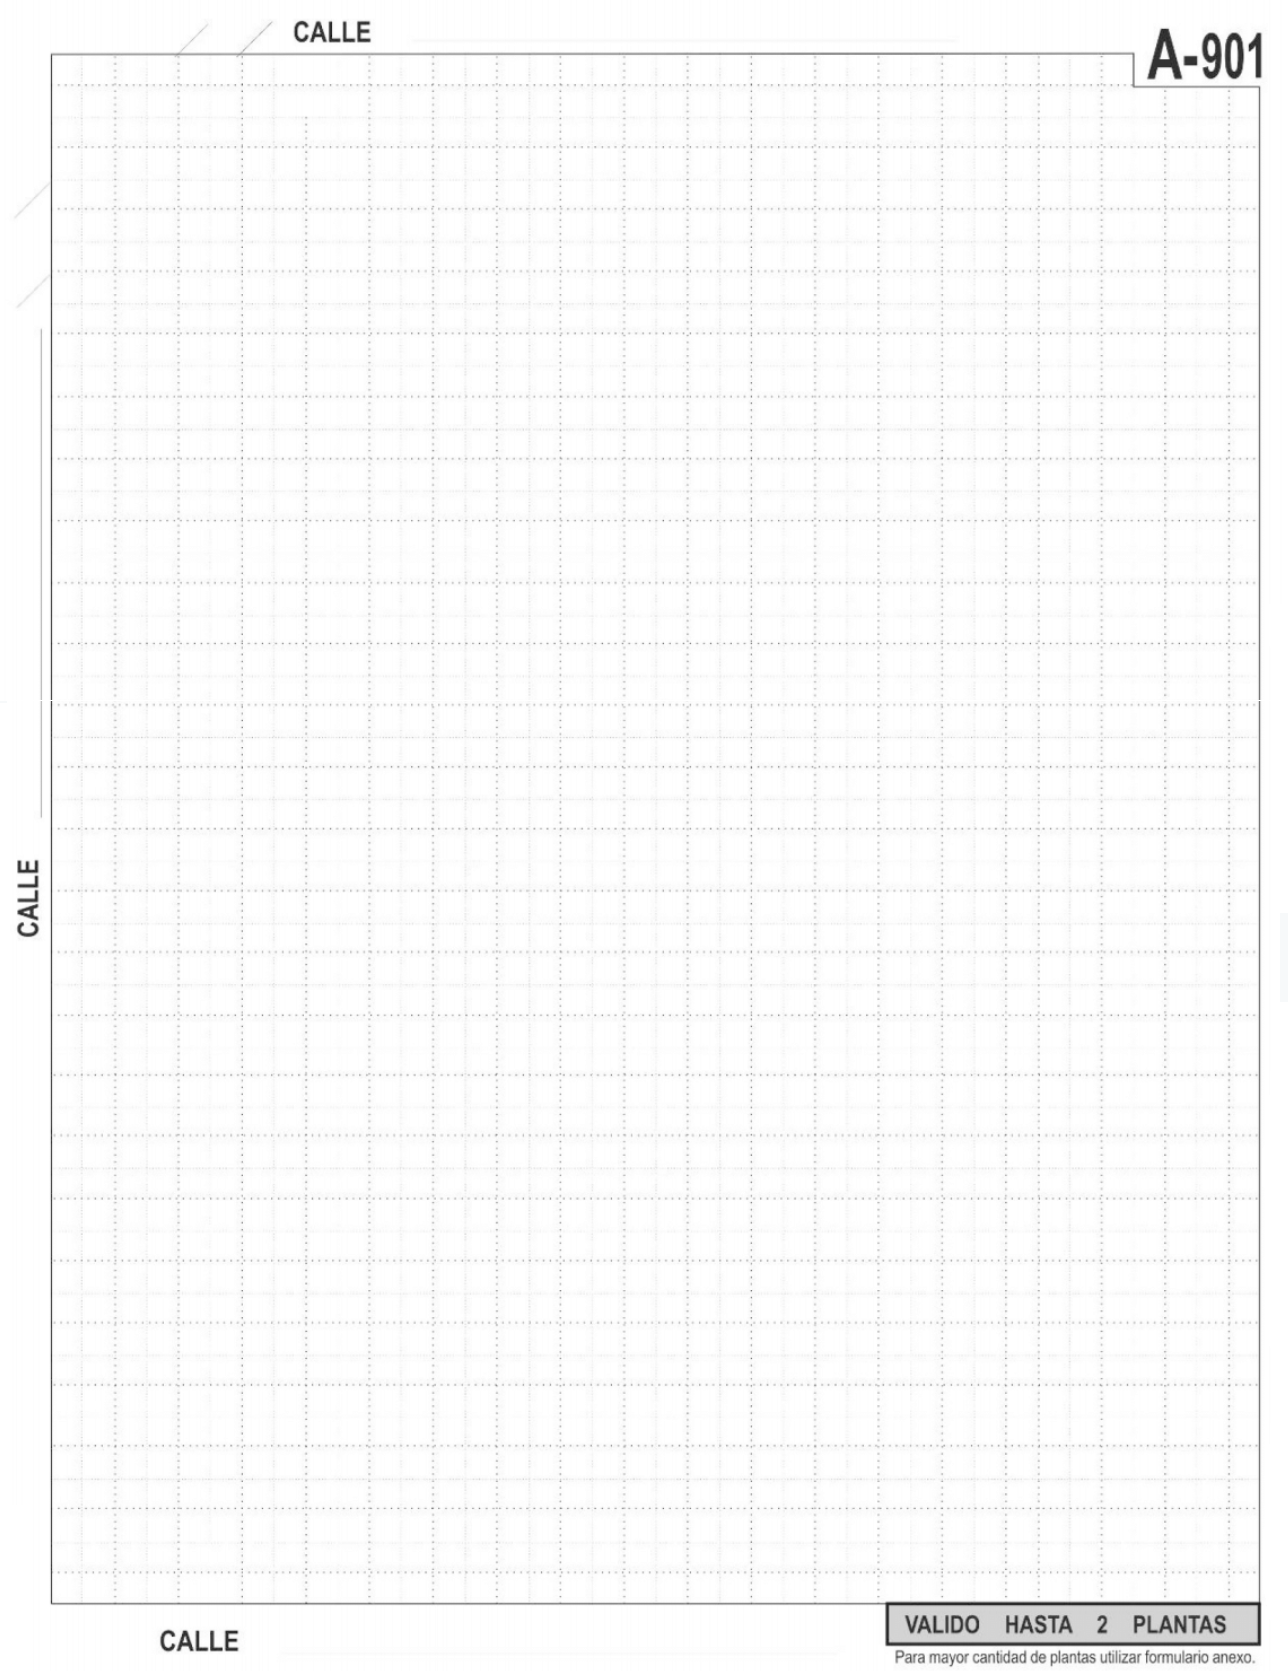 CALLE
A-901
CALLE
CALLE
VALIDO HASTA 2 PLANTAS
Para mayor cantidad de plantas utilizar formulario anexo.